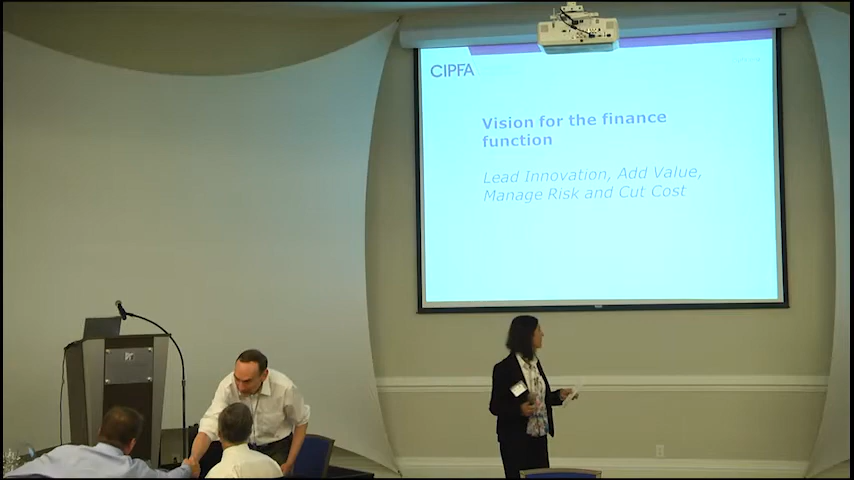 CIPFA
Vision for the finance
function
Lead Innovation, Add Value,
Manage Risk and Cut Cost